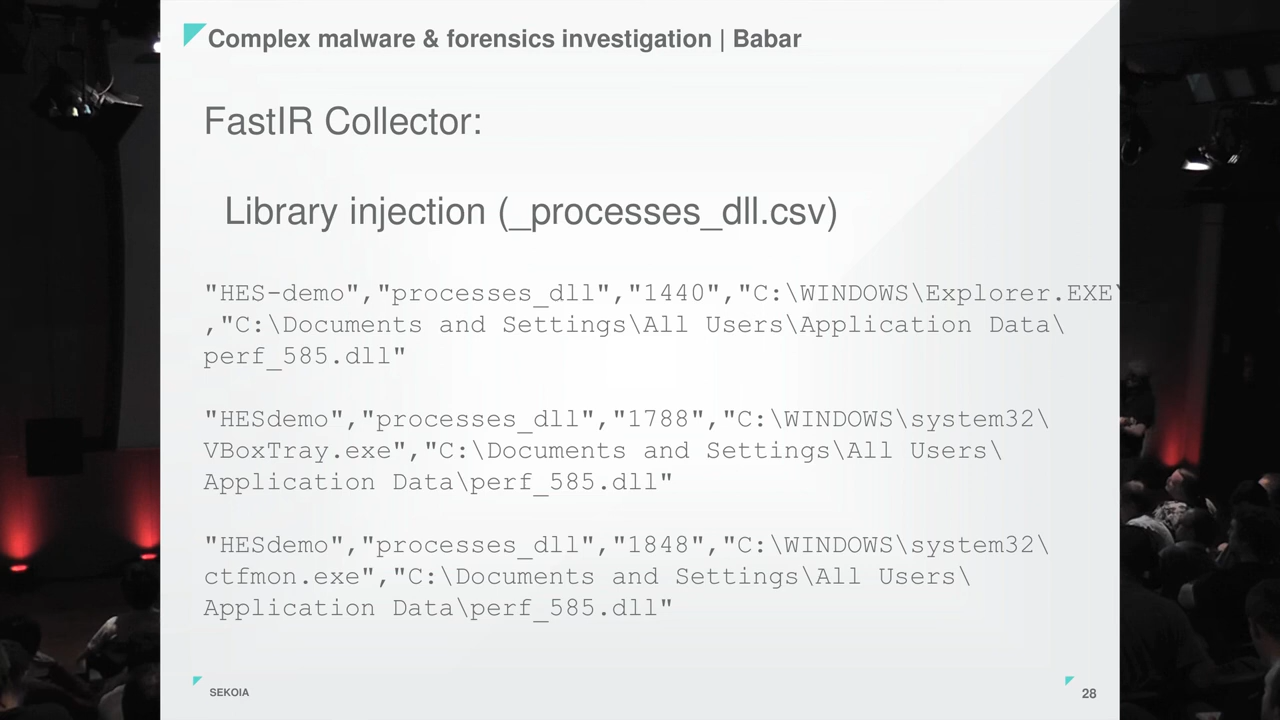 Complex malware & forensics investigation | Babar
FastIR Collector:
Library injection (_processes_dll.csv)
"HES-demo","processes_dll","1440","C:\WINDOWS\Explorer.EXE"
,"C:\Documents and Settings\All Users\Application Data\
perf_585.dll"
"HESdemo","processes_dll","1788","C:\WINDOWS\system32\
VBoxTray.exe","C:\Documents and Settings\All Users\
Application Data\perf_585.dll"
"HESdemo","processes_dll","1848","C:\WINDOWS\system32\
ctfmon.exe","C:\Documents and Settings\All Users\
Application Data\perf_585.dll"
SEKOIA
28